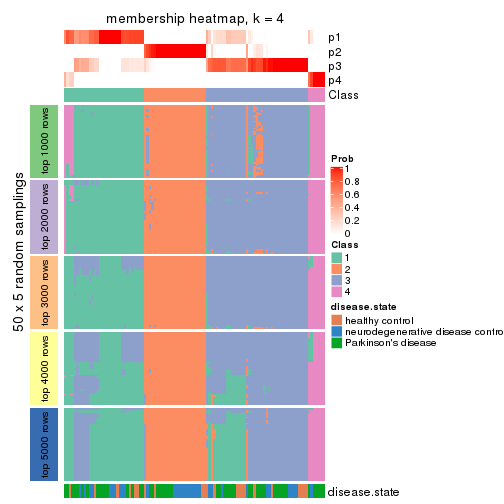 membership heatmap, k = 4
p1
p2
p3
p4
Class
50 x 5 random samplings
top 1000 rows
top 2000 rows
top 3000 rows
top 4000 rows
top 5000 rows
Prob
1
0.8
0.6
0.4
0.2
0
Class
1
2
3
4
disease.state
healthy control
neurodegenerative disease contro
Parkinson's disease
disease.state